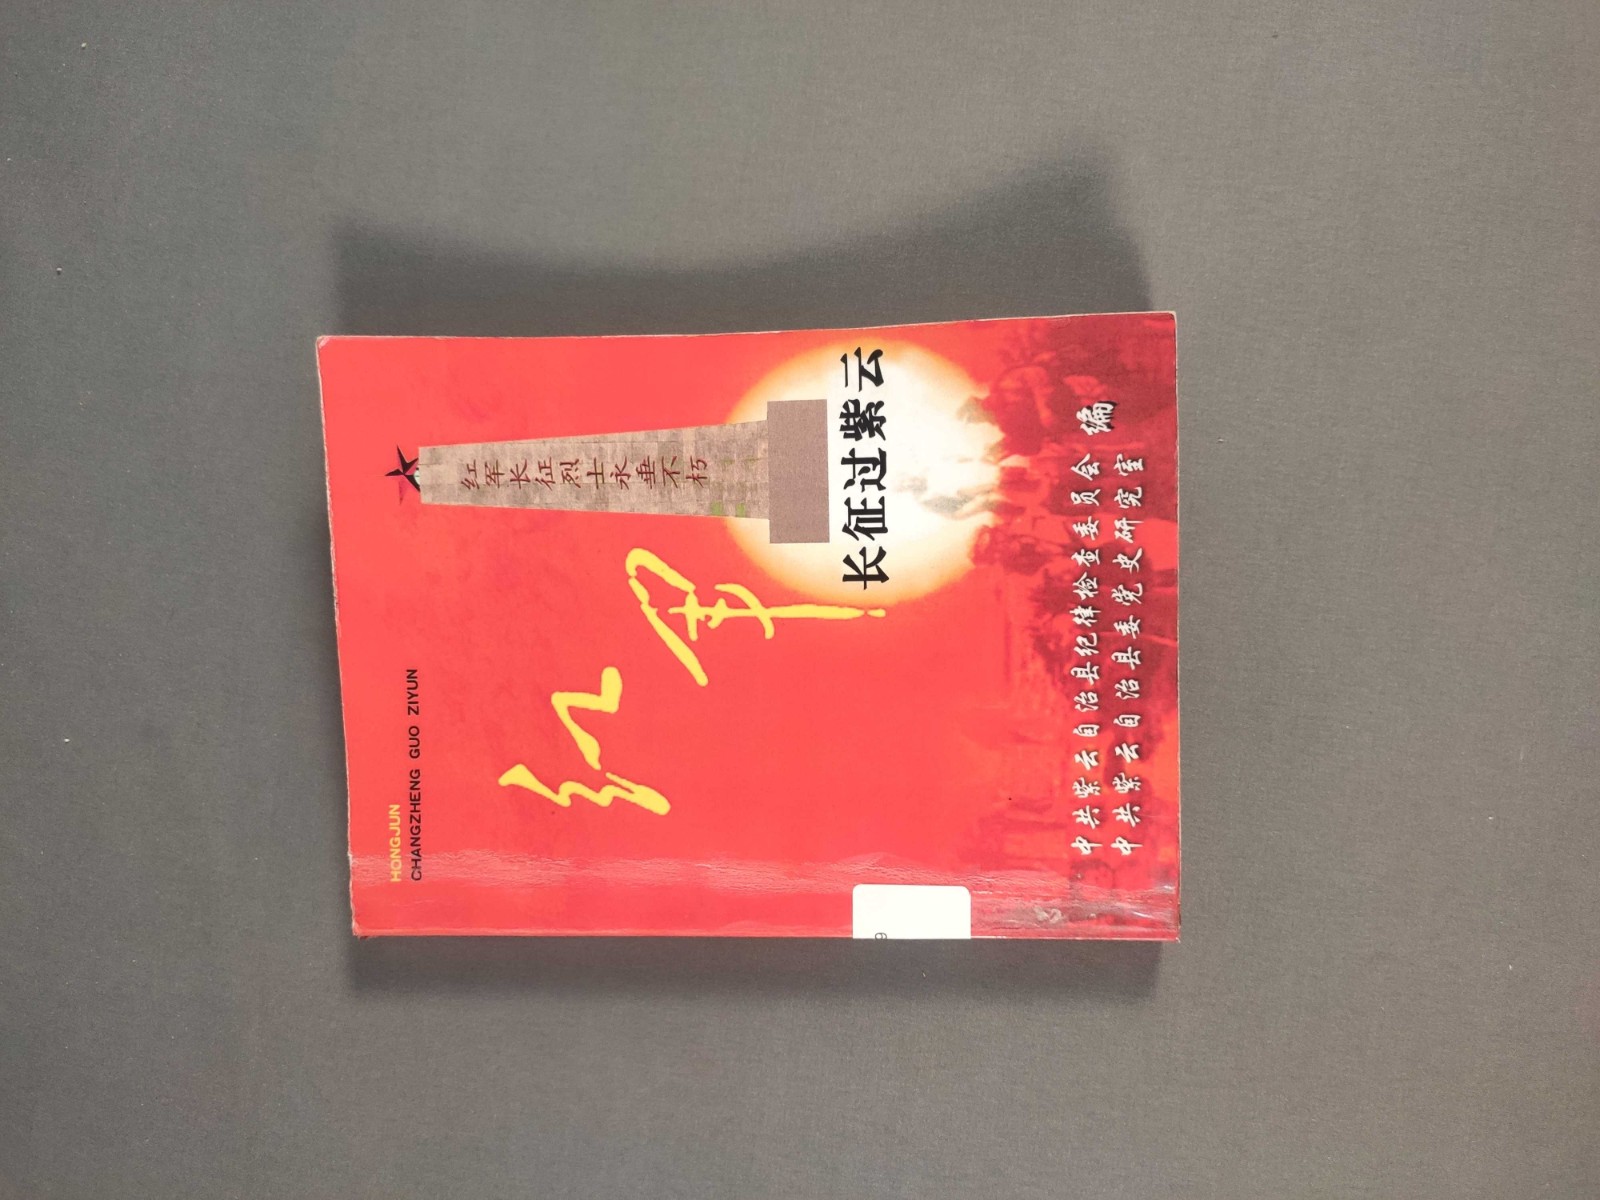 HONGJUN
CHANGZHENG GUO ZIYUN
红军长征烈士永垂不朽
红军
长征过紫云
中共紫云自治县纪律检查委员会
中共紫云自治县委党史研究室
编
9